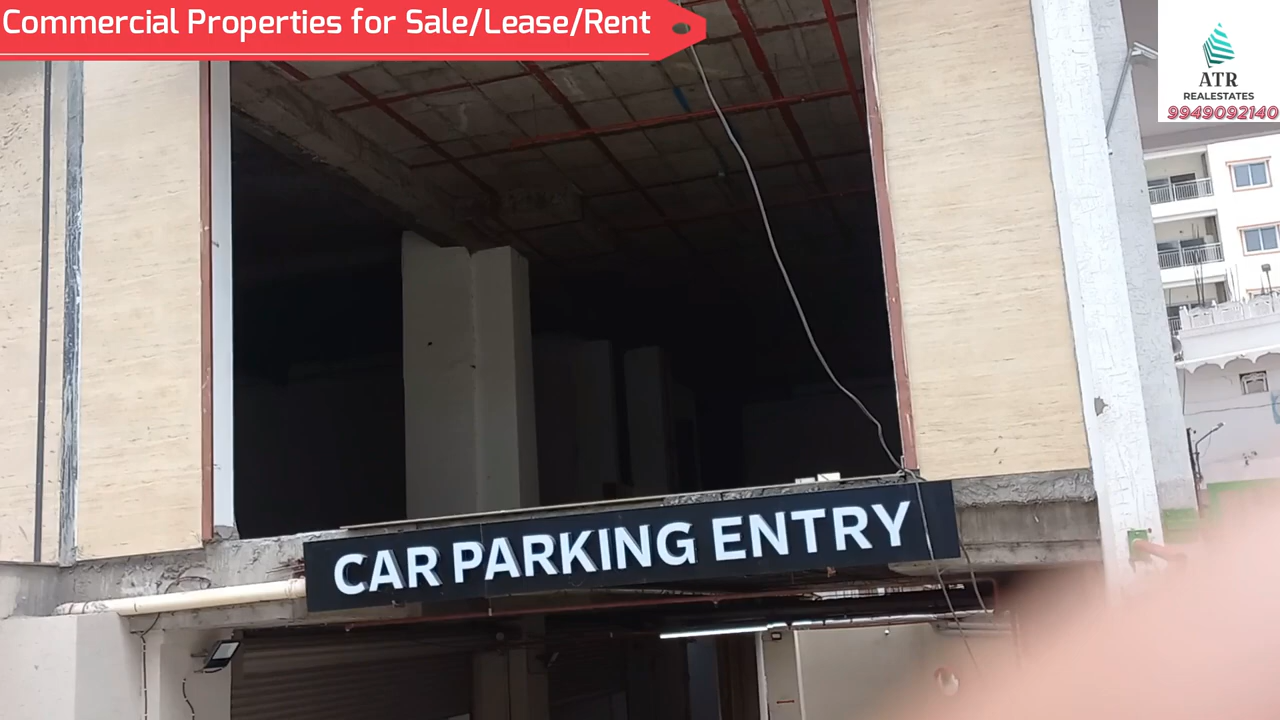 Commercial Properties for Sale/Lease/Rent
ATR
REALESTATES
9949092140
CAR PARKING ENTRY